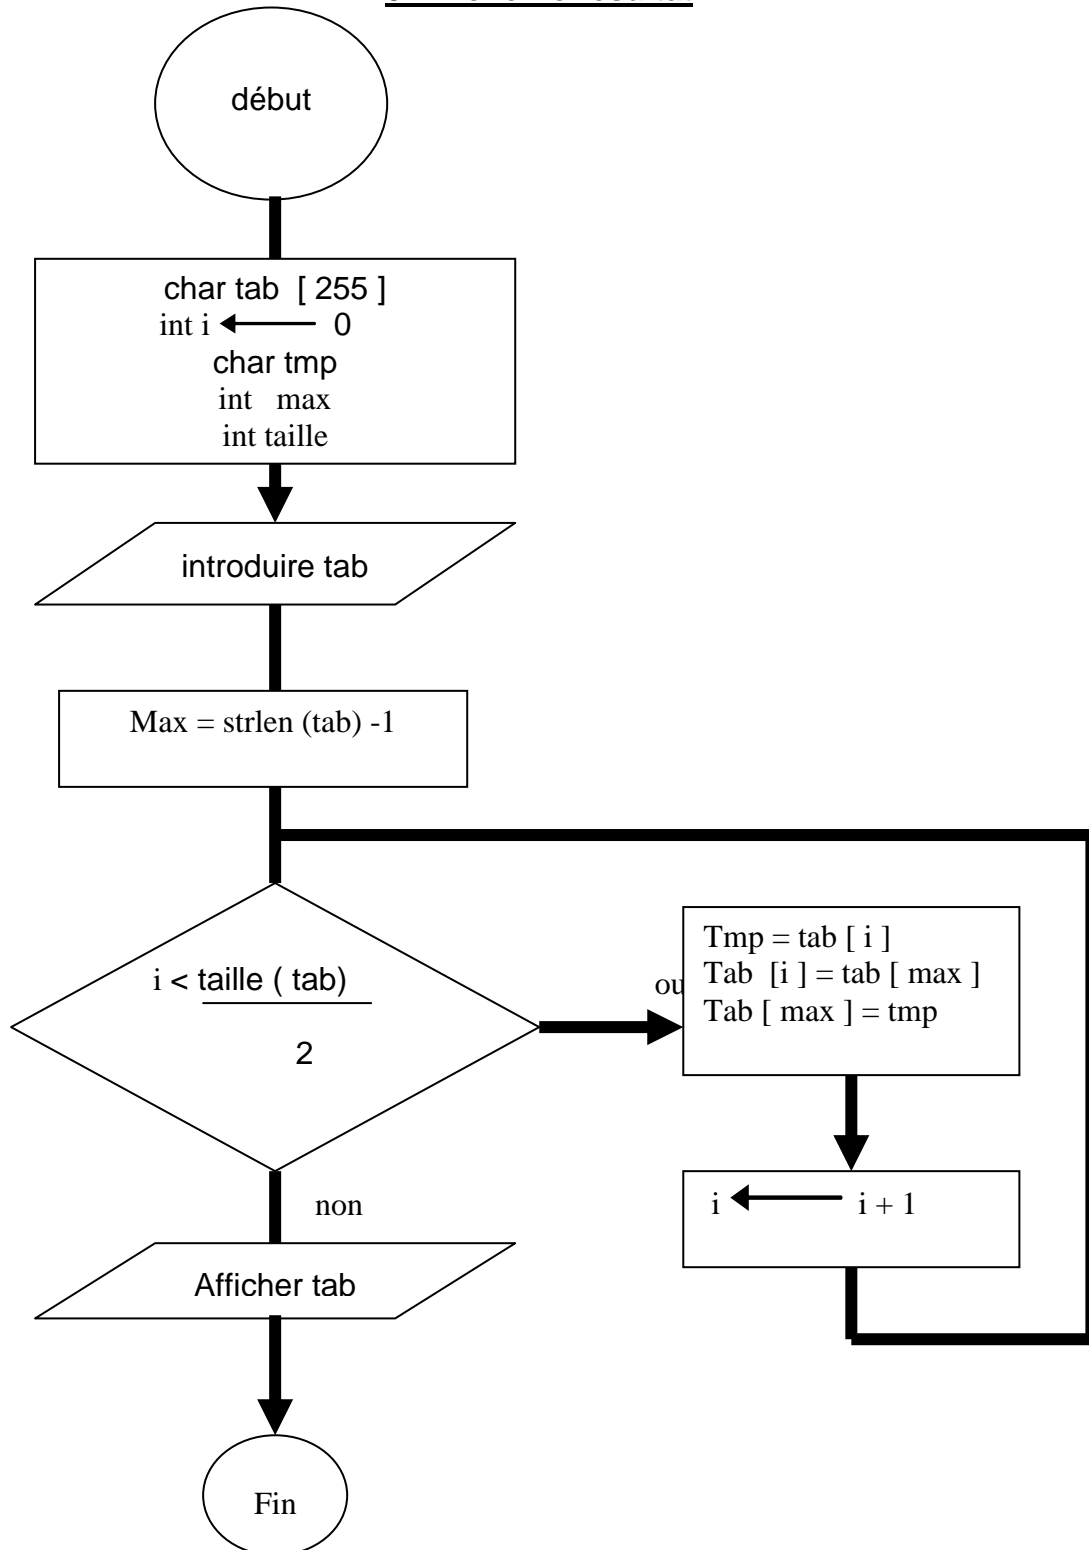 début
char tab [ 255 ]
int i 0
char tmp
int max
int taille
introduire tab
Max = strlen (tab) -1
i < taille ( tab)
2
ou
Tmp = tab [ i ]
Tab [i ] = tab [ max ]
Tab [ max ] = tmp
i i + 1
non
Afficher tab
Fin